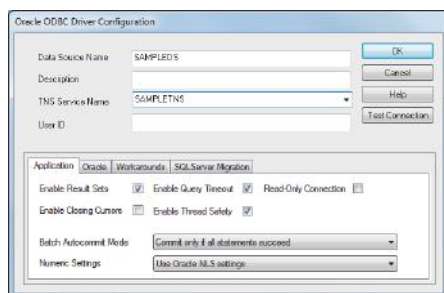 Oracle ODBC Driver Configuration
Data Source Name SAMPLEDS OK
Description Cancel
TNS Service Name SAMPLETNS Help
User ID Test Connection
Application Oracle Workarounds SQLServer Migration
Enable Result Sets Enable Query Timeout Read-Only Connection
Enable Closing Cursors Enable Thread Safety
Batch Autocommit Mode Commit only if all statements succeed
Numeric Settings Use Oracle NLS settings